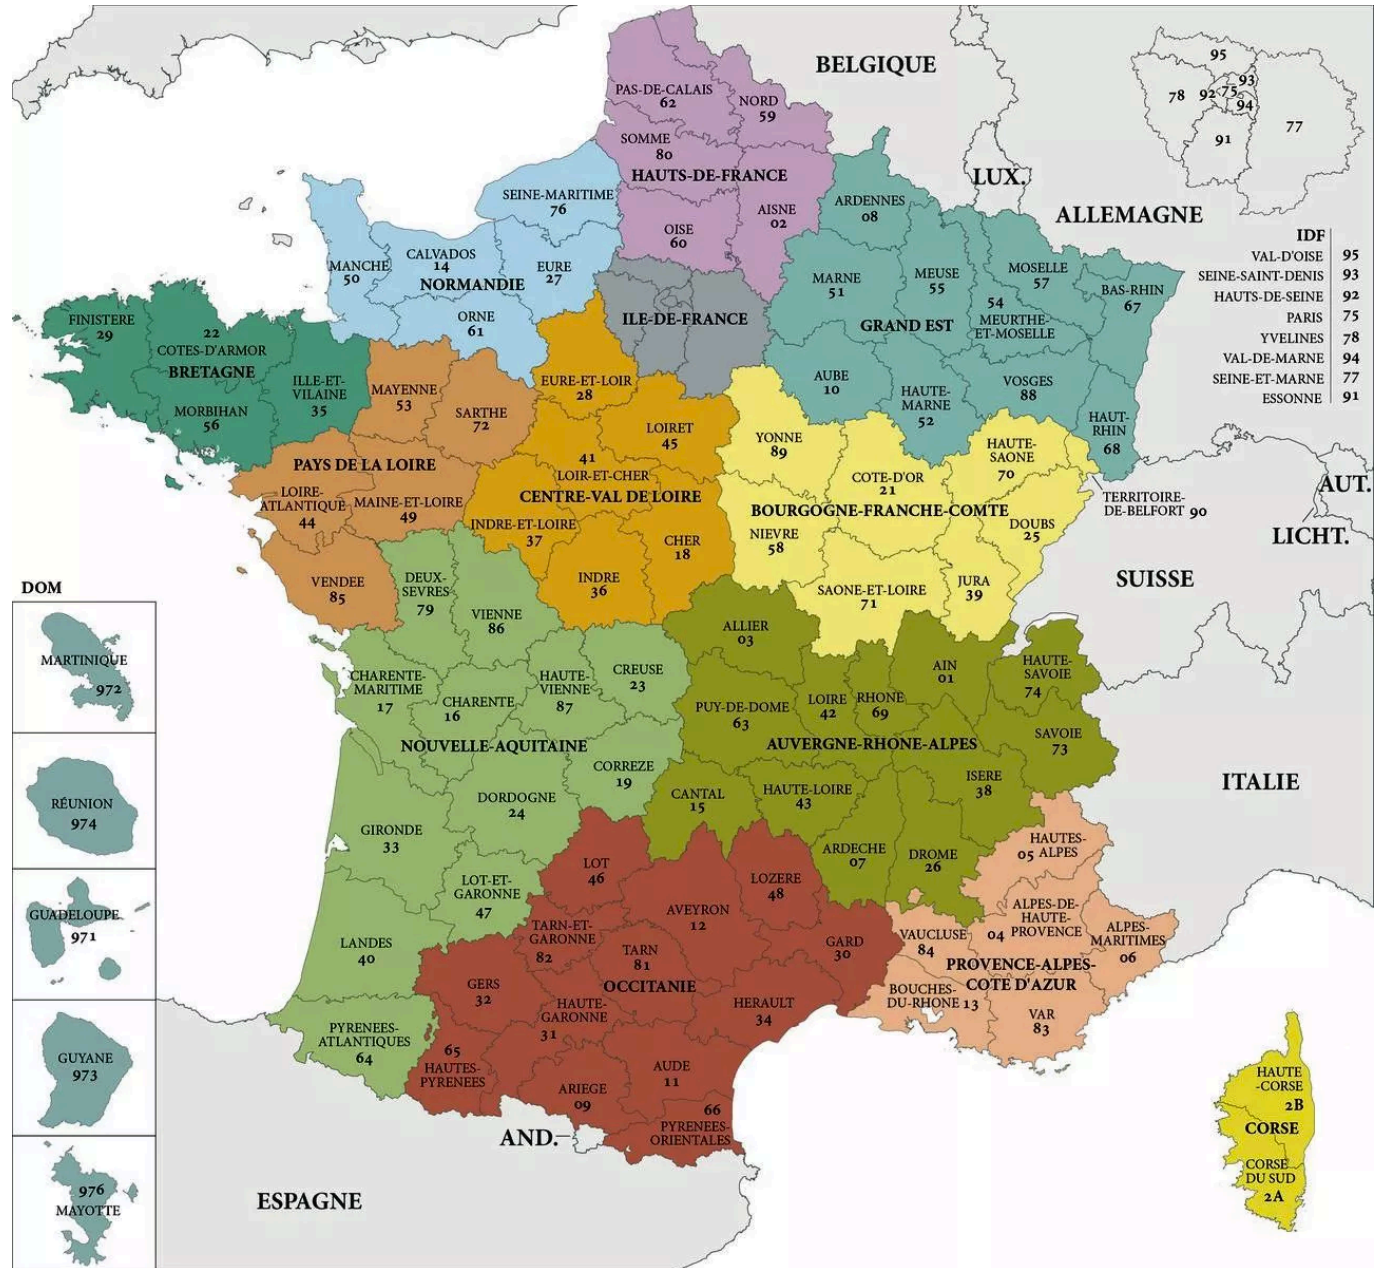 BELGIQUE
LUX.
ALLEMAGNE
SUISSE
AUT.
LICHT.
ITALIE
ESPAGNE
AND.
95
78
92
93
75
94
91
77
IDF
VAL-D'OISE 95
SEINE-SAINT-DENIS 93
HAUTS-DE-SEINE 92
PARIS 75
YVELINES 78
VAL-DE-MARNE 94
SEINE-ET-MARNE 77
ESSONNE 91
PAS-DE-CALAIS
62
NORD
59
SOMME
80
HAUTS-DE-FRANCE
OISE
60
AISNE
02
SEINE-MARITIME
76
MANCHE
50
CALVADOS
14
NORMANDIE
EURE
27
ORNE
61
ILE-DE-FRANCE
ARDENNES
08
MARNE
51
MEUSE
55
MOSELLE
57
54
MEURTHE-
ET-MOSELLE
BAS-RHIN
67
GRAND EST
AUBE
10
HAUTE-
MARNE
52
VOSGES
88
HAUT-
RHIN
68
FINISTERE
29
22
COTES-D'ARMOR
BRETAGNE
ILLE-ET-
VILAINE
35
MORBIHAN
56
MAYENNE
53
SARTHE
72
PAYS DE LA LOIRE
LOIRE-
ATLANTIQUE
44
MAINE-ET-LOIRE
49
VENDEE
85
EURE-ET-LOIR
28
LOIRET
45
41
LOIR-ET-CHER
CENTRE-VAL DE LOIRE
INDRE-ET-LOIRE
37
CHER
18
INDRE
36
YONNE
89
COTE-D'OR
21
HAUTE-
SAONE
70
TERRITOIRE-
DE-BELFORT 90
BOURGOGNE-FRANCHE-COMTE
NIEVRE
58
DOUBS
25
SAONE-ET-LOIRE
71
JURA
39
DEUX-
SEVRES
79
VIENNE
86
CHARENTE-
MARITIME
17
CHARENTE
16
HAUTE-
VIENNE
87
CREUSE
23
NOUVELLE-AQUITAINE
CORREZE
19
DORDOGNE
24
GIRONDE
33
LOT-ET-
GARONNE
47
LANDES
40
PYRENEES-
ATLANTIQUES
64
ALLIER
03
PUY-DE-DOME
63
LOIRE
42
RHONE
69
AIN
01
HAUTE-
SAVOIE
74
SAVOIE
73
AUVERGNE-RHONE-ALPES
CANTAL
15
HAUTE-LOIRE
43
ISERE
38
ARDECHE
07
DROME
26
LOT
46
AVEYRON
12
LOZERE
48
TARN-ET-
GARONNE
82
TARN
81
GARD
30
OCCITANIE
GERS
32
HAUTE-
GARONNE
31
HERAULT
34
65
HAUTES-
PYRENEES
ARIEGE
09
AUDE
11
66
PYRENEES-
ORIENTALES
HAUTES-
05 ALPES
ALPES-DE-
HAUTE-
04 PROVENCE
ALPES-
MARITIMES
06
VAUCLUSE
84
PROVENCE-ALPES-
COTE D'AZUR
BOUCHES-
DU-RHONE 13
VAR
83
HAUTE
-CORSE
2B
CORSE
CORSE
DU SUD
2A
DOM
MARTINIQUE
972
RÉUNION
974
GUADELOUPE
971
GUYANE
973
976
MAYOTTE